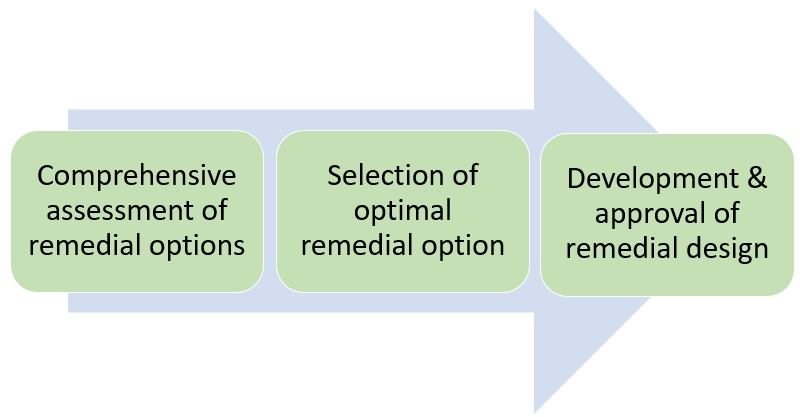 Comprehensive
assessment of
remedial options
Selection of
optimal
remedial option
Development &
approval of
remedial design